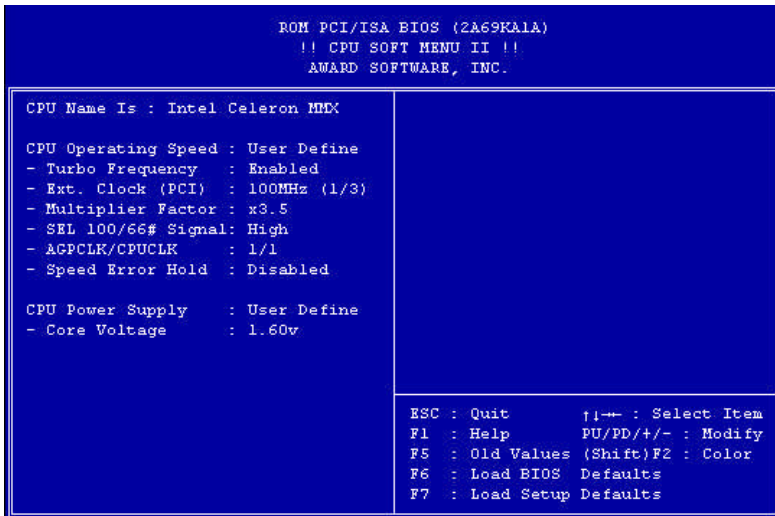 ROM PCI/ISA BIOS (2A69KA1A)
!! CPU SOFT MENU II !!
AWARD SOFTWARE, INC.
CPU Name Is : Intel Celeron MMX
CPU Operating Speed : User Define
- Turbo Frequency : Enabled
- Ext. Clock (PCI) : 100MHz (1/3)
- Multiplier Factor : x3.5
- SEL 100/66# Signal: High
- AGPCLK/CPUCLK : 1/1
- Speed Error Hold : Disabled
CPU Power Supply : User Define
- Core Voltage : 1.60v
ESC : Quit ↑↓→← : Select Item
F1 : Help PU/PD/+/- : Modify
F5 : Old Values (Shift)F2 : Color
F6 : Load BIOS Defaults
F7 : Load Setup Defaults